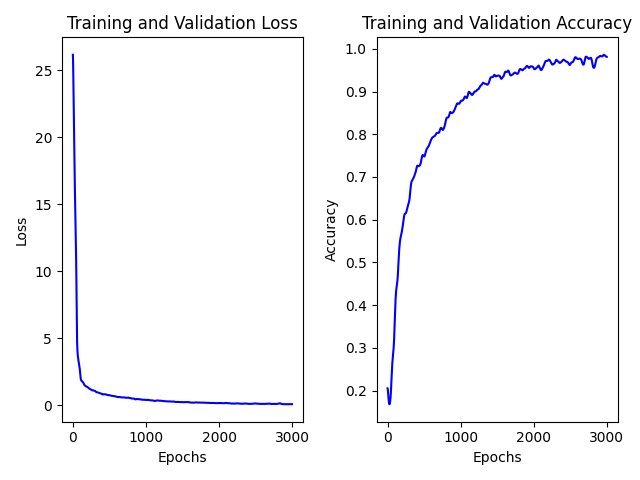 Training and Validation Loss
25
20
15
10
5
0
Loss
0 1000 2000 3000
Epochs
Training and Validation Accuracy
1.0
0.9
0.8
0.7
0.6
0.5
0.4
0.3
0.2
Accuracy
0 1000 2000 3000
Epochs